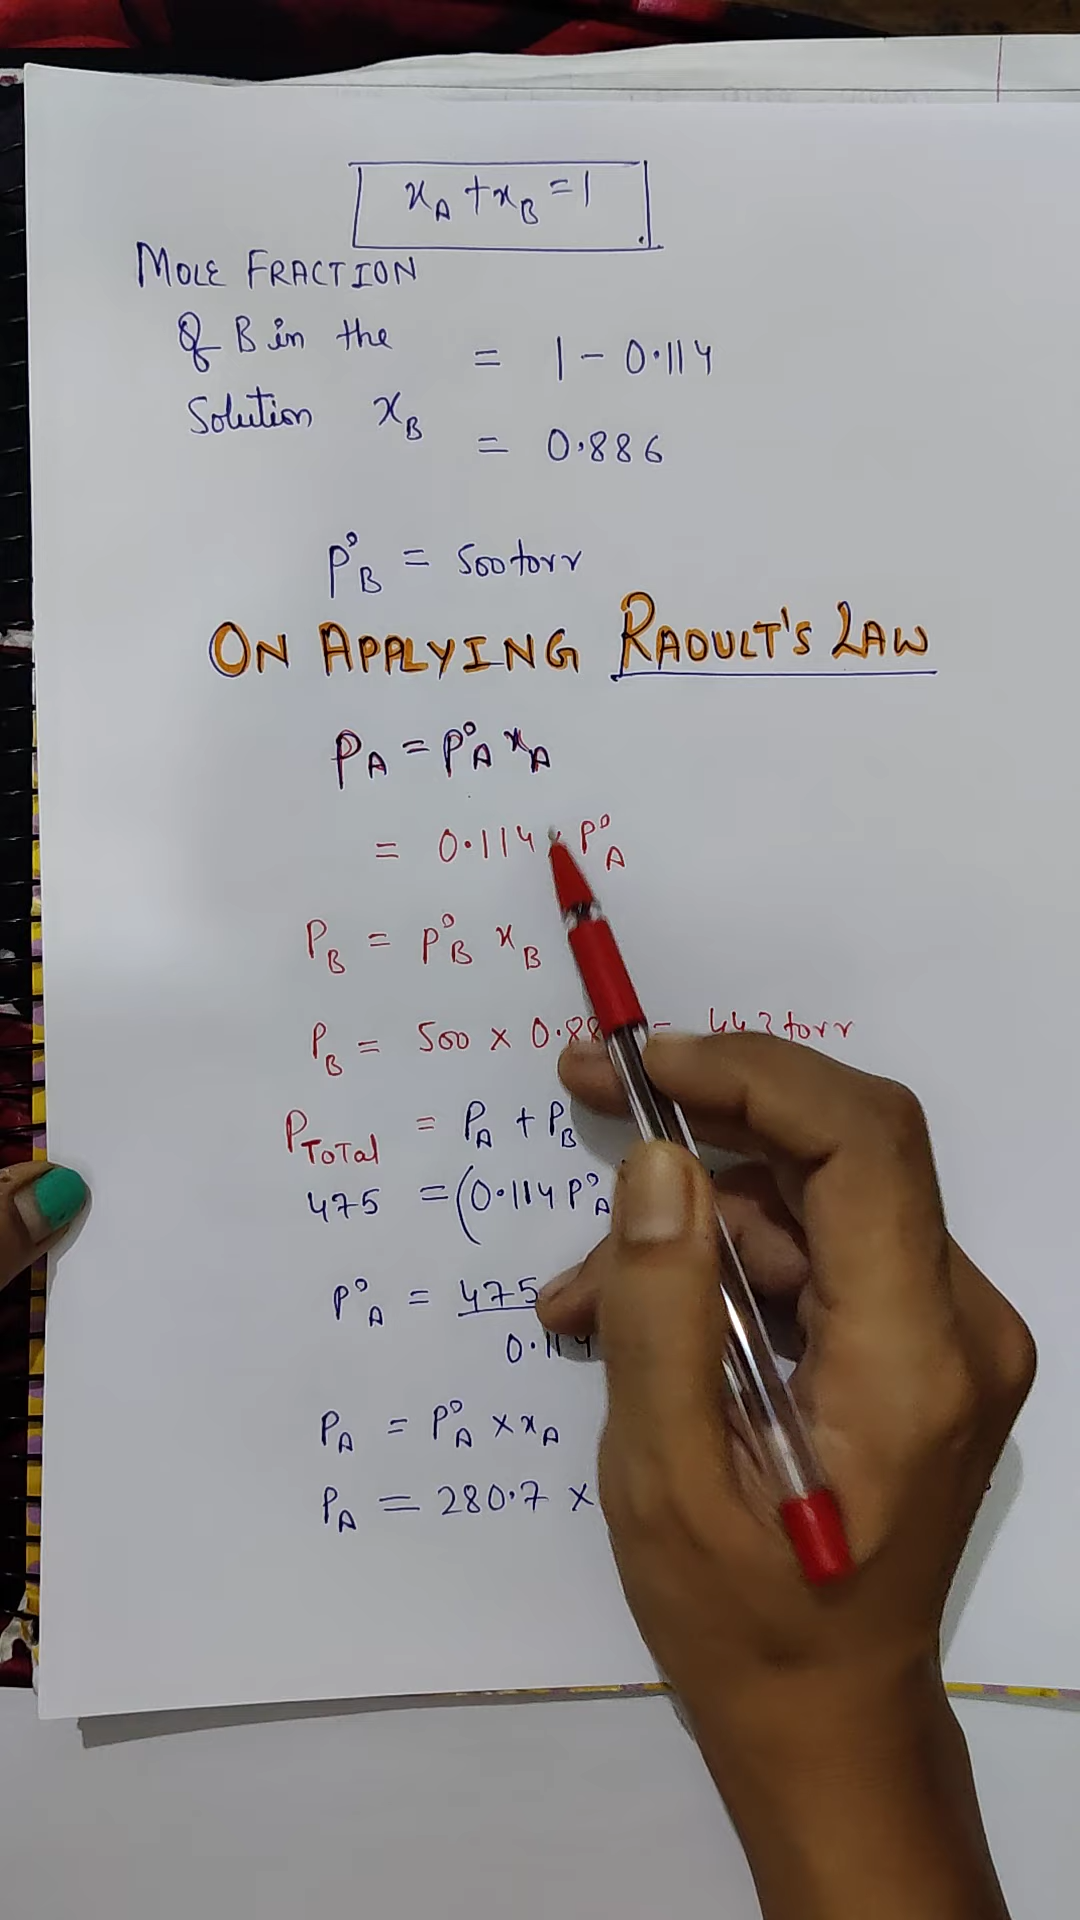 x_A + x_B = 1
MOLE FRACTION
Of B in the
= 1 - 0.114
Solution x_B
= 0.886
P°_B = 500 torr
ON APPLYING RAOULT'S LAW
P_A = P°_A x_A
= 0.114 × P°_A
P_B = P°_B x_B
P_B = 500 × 0.88 = 443 torr
P_TOTAL = P_A + P_B
475 = (0.114 P°_A
P°_A = 475
0.114
P_A = P°_A × x_A
P_A = 280.7 ×